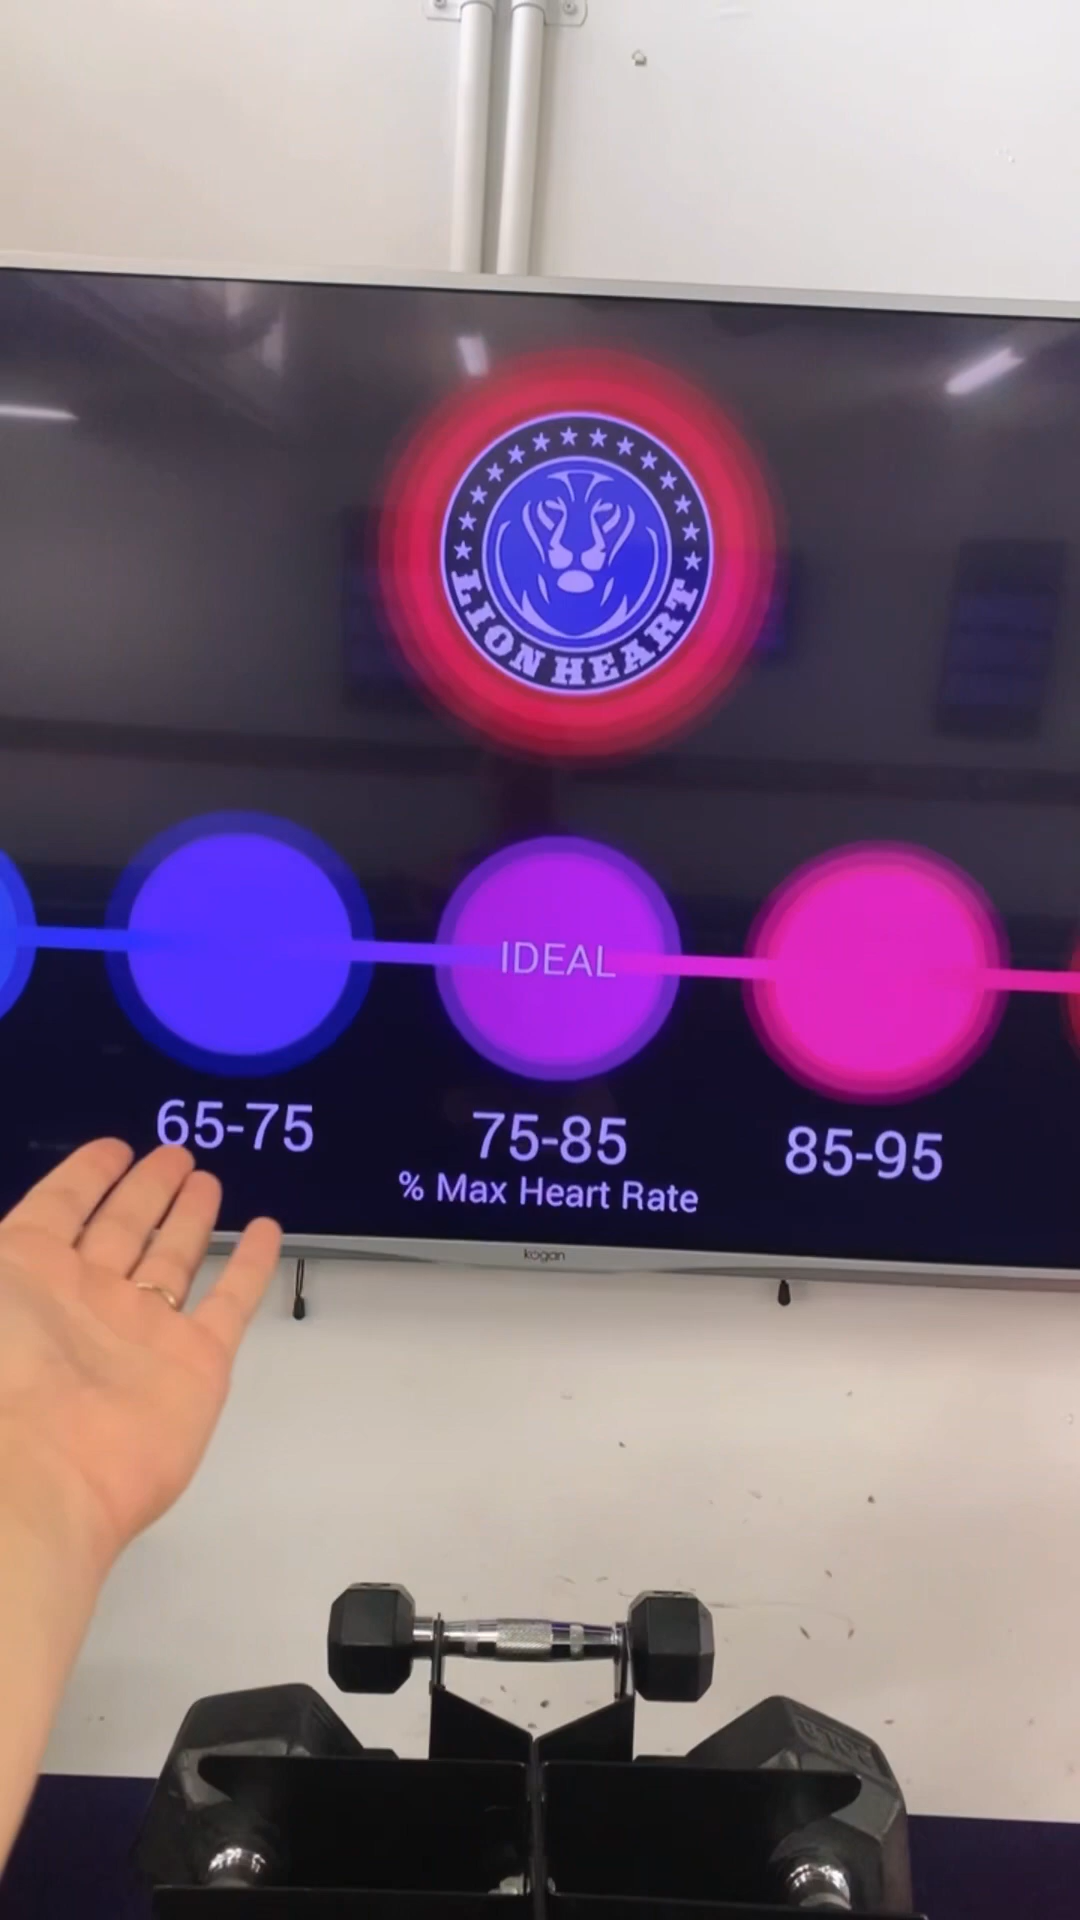 LION HEART
IDEAL
65-75
75-85
85-95
% Max Heart Rate
kogan